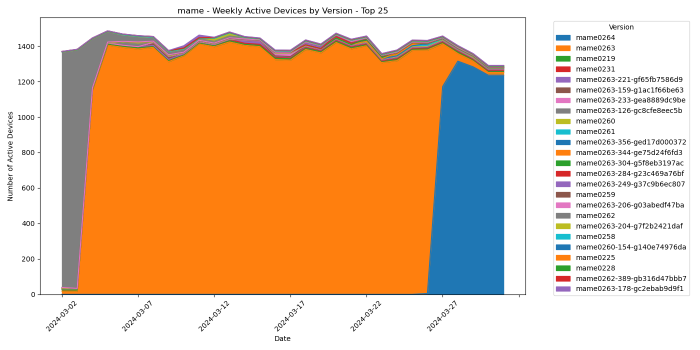 mame - Weekly Active Devices by Version - Top 25
Number of Active Devices
1400
1200
1000
800
600
400
200
0
2024-03-02
2024-03-07
2024-03-12
2024-03-17
2024-03-22
2024-03-27
Date
Version
mame0264
mame0263
mame0219
mame0231
mame0263-221-gf65fb7586d9
mame0263-159-g1ac1f66be63
mame0263-233-gea8889dc9be
mame0263-126-gc8cfe8eec5b
mame0260
mame0261
mame0263-356-ged17d000372
mame0263-344-ge75d24f6fd3
mame0263-304-g5f8eb3197ac
mame0263-284-g23c469a76bf
mame0263-249-g37c9b6ec807
mame0259
mame0263-206-g03abedf47ba
mame0262
mame0263-204-g7f2b2421daf
mame0258
mame0260-154-g140e74976da
mame0225
mame0228
mame0262-389-gb316d47bbb7
mame0263-178-gc2ebab9d9f1